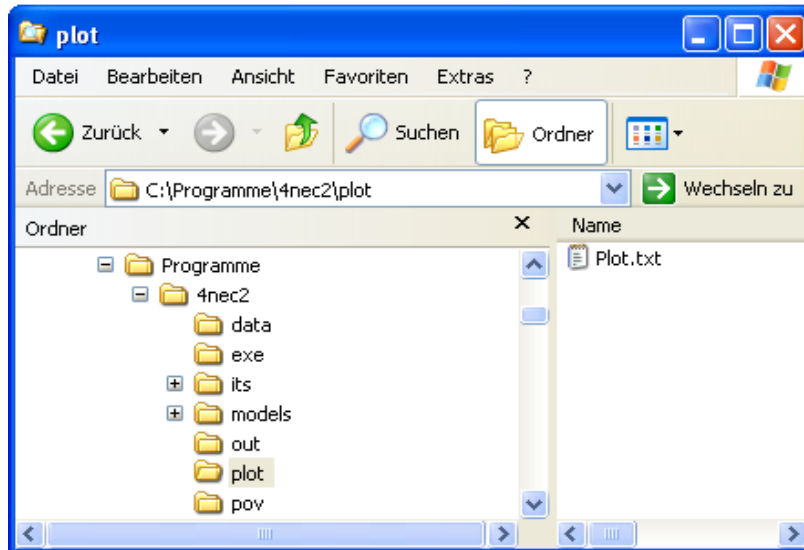 plot
Datei Bearbeiten Ansicht Favoriten Extras ?
Zurück Suchen Ordner
Adresse C:\Programme\4nec2\plot Wechseln zu
Ordner
Programme
4nec2
data
exe
its
models
out
plot
pov
Name
Plot.txt